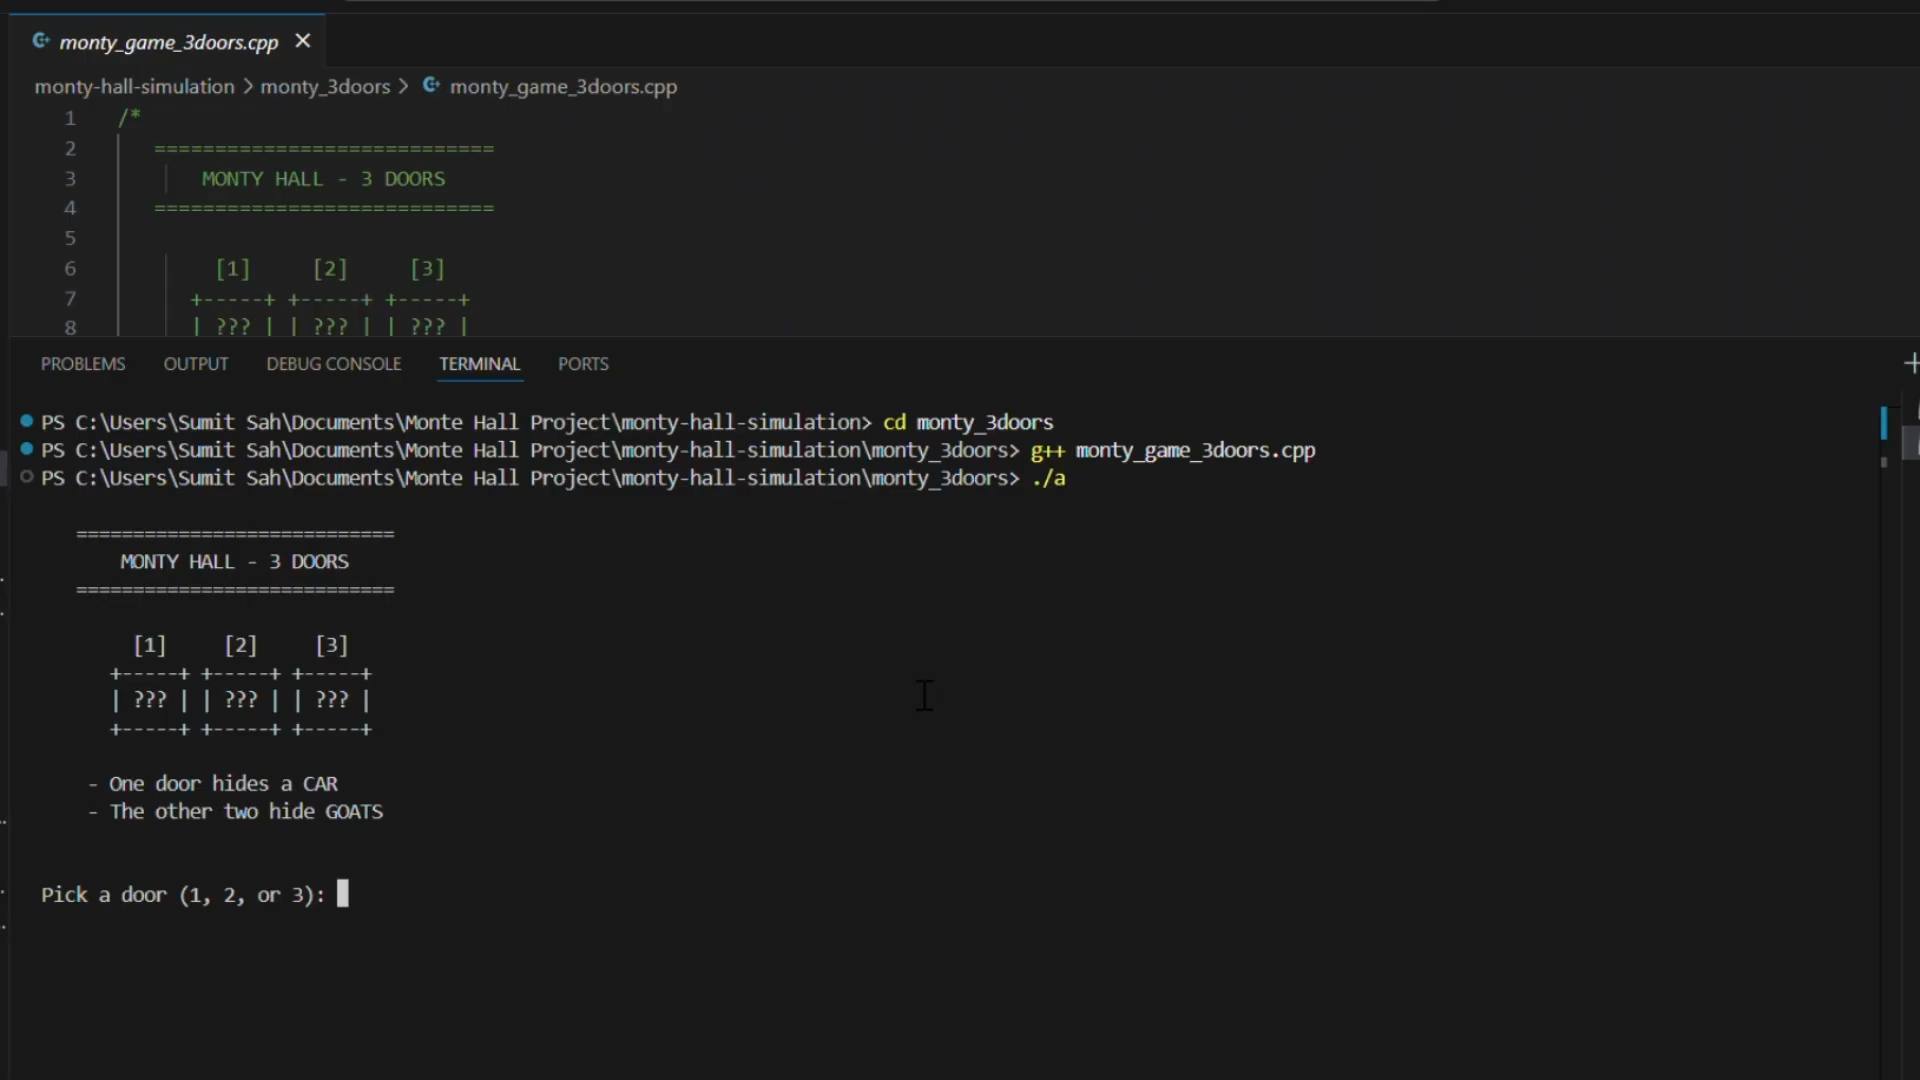 monty_game_3doors.cpp
monty-hall-simulation > monty_3doors > monty_game_3doors.cpp
1 /*
2 ============================
3 MONTY HALL - 3 DOORS
4 ============================
5
6 [1] [2] [3]
7 +-----+ +-----+ +-----+
8 | ??? | | ??? | | ??? |
PROBLEMS OUTPUT DEBUG CONSOLE TERMINAL PORTS
PS C:\Users\Sumit Sah\Documents\Monte Hall Project\monty-hall-simulation> cd monty_3doors
PS C:\Users\Sumit Sah\Documents\Monte Hall Project\monty-hall-simulation\monty_3doors> g++ monty_game_3doors.cpp
PS C:\Users\Sumit Sah\Documents\Monte Hall Project\monty-hall-simulation\monty_3doors> ./a
============================
MONTY HALL - 3 DOORS
============================
[1] [2] [3]
+-----+ +-----+ +-----+
| ??? | | ??? | | ??? |
+-----+ +-----+ +-----+
- One door hides a CAR
- The other two hide GOATS
Pick a door (1, 2, or 3):